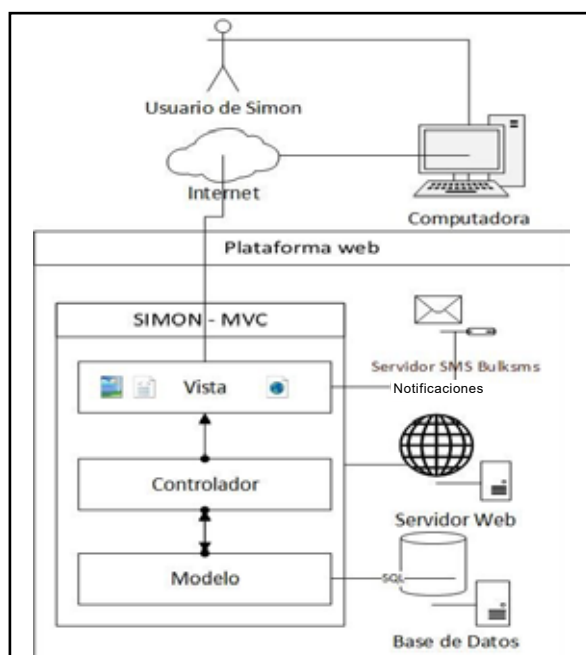 Usuario de Simon
Internet
Computadora
Plataforma web
SIMON - MVC
Servidor SMS Bulksms
Vista
Notificaciones
Controlador
Servidor Web
Modelo
SQL
Base de Datos